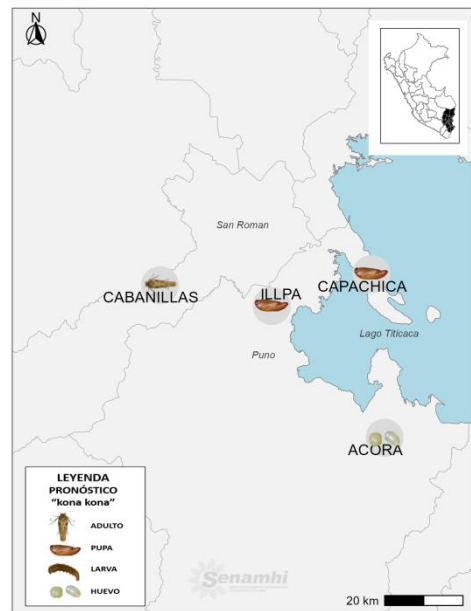 N
San Roman
CABANILLAS
ILLPA
CAPACHICA
Lago Titicaca
Puno
ACORA
LEYENDA
PRONÓSTICO
"kona kona"
ADULTO
PUPA
LARVA
HUEVO
Senamhi
20 km